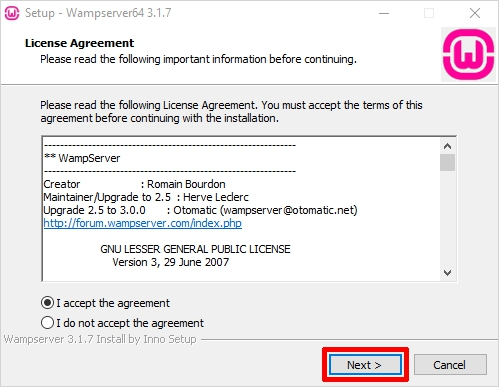 Setup - Wampserver64 3.1.7
License Agreement
Please read the following important information before continuing.
Please read the following License Agreement. You must accept the terms of this
agreement before continuing with the installation.
------------------------------------------------------------
** WampServer
------------------------------------------------------------
Creator : Romain Bourdon
Maintainer/Upgrade to 2.5 : Herve Leclerc
Upgrade 2.5 to 3.0.0 : Otomatic (wampserver@otomatic.net)
http://forum.wampserver.com/index.php
GNU LESSER GENERAL PUBLIC LICENSE
Version 3, 29 June 2007
I accept the agreement
I do not accept the agreement
Wampserver 3.1.7 Install by Inno Setup
Next >
Cancel